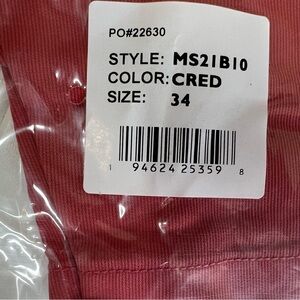 PO#22630
STYLE: MS21B10
COLOR: CRED
SIZE: 34
1 94624 25359 8